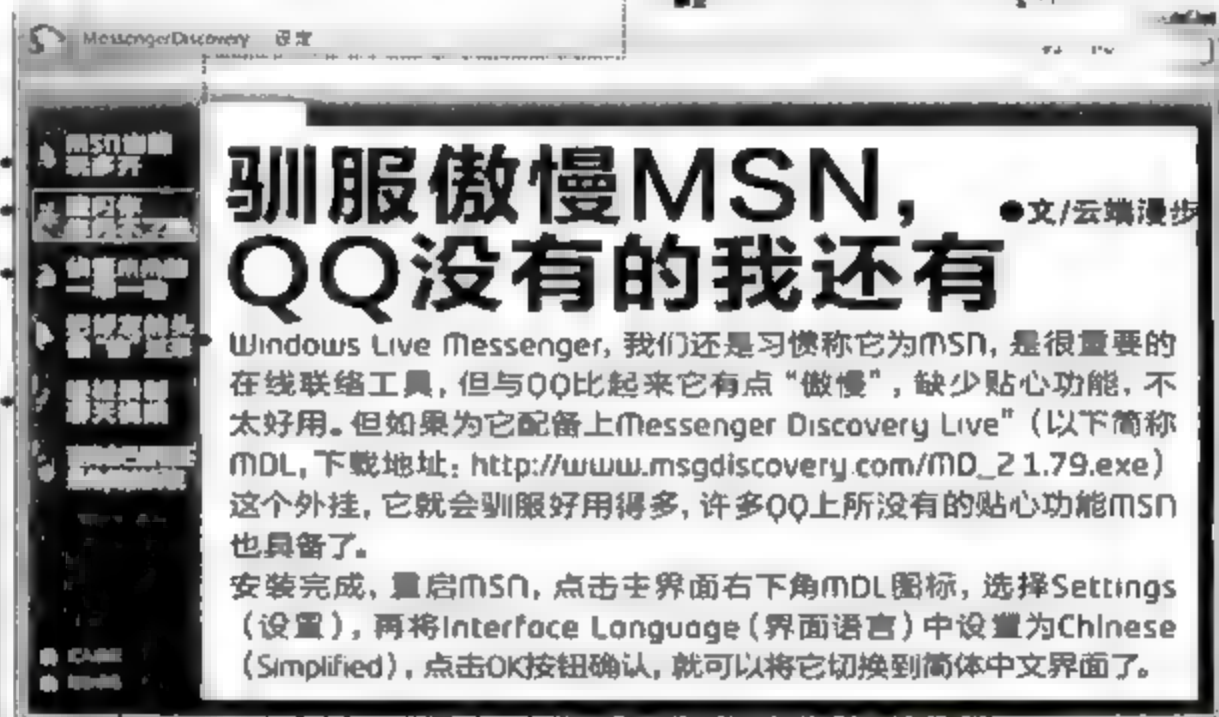 MessengerDiscovery 设定
驯服傲慢MSN,
●文/云端漫步
QQ没有的我还有
Windows Live Messenger, 我们还是习惯称它为MSN, 是很重要的
在线联络工具, 但与QQ比起来它有点“傲慢”, 缺少贴心功能, 不
太好用。但如果为它配备上Messenger Discovery Live" (以下简称
MDL, 下载地址: http://www.msgdiscovery.com/MD_2 1.79.exe)
这个外挂, 它就会驯服好用得多, 许多QQ上所没有的贴心功能MSN
也具备了。
安装完成, 重启MSN, 点击主界面右下角MDL图标, 选择Settings
(设置), 再将Interface Language (界面语言) 中设置为Chinese
(Simplified), 点击OK按钮确认, 就可以将它切换到简体中文界面了。